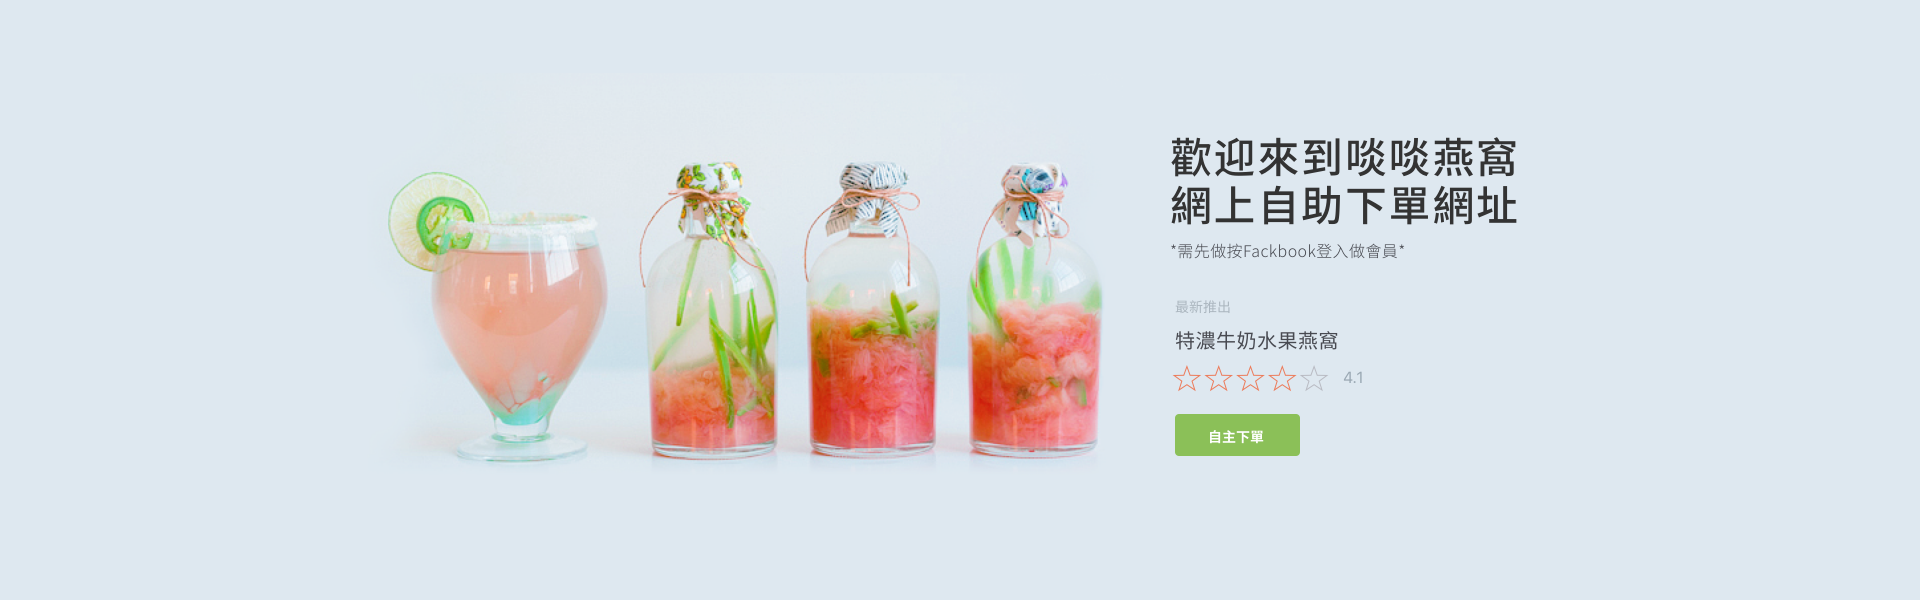 歡迎來到啖啖燕窩
網上自助下單網址
*需先做按Fackbook登入做會員*
最新推出
特濃牛奶水果燕窩
4.1
自主下單